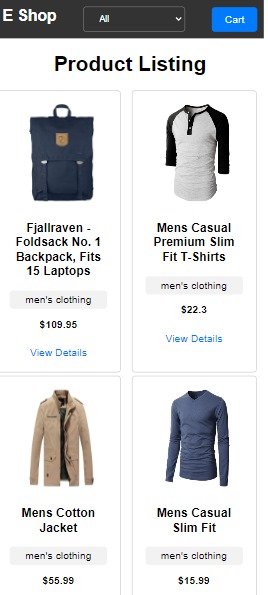 E Shop
All
Cart
Product Listing
Fjallraven -
Foldsack No. 1
Backpack, Fits
15 Laptops
men's clothing
$109.95
View Details
Mens Casual
Premium Slim
Fit T-Shirts
men's clothing
$22.3
View Details
Mens Cotton
Jacket
men's clothing
$55.99
Mens Casual
Slim Fit
men's clothing
$15.99